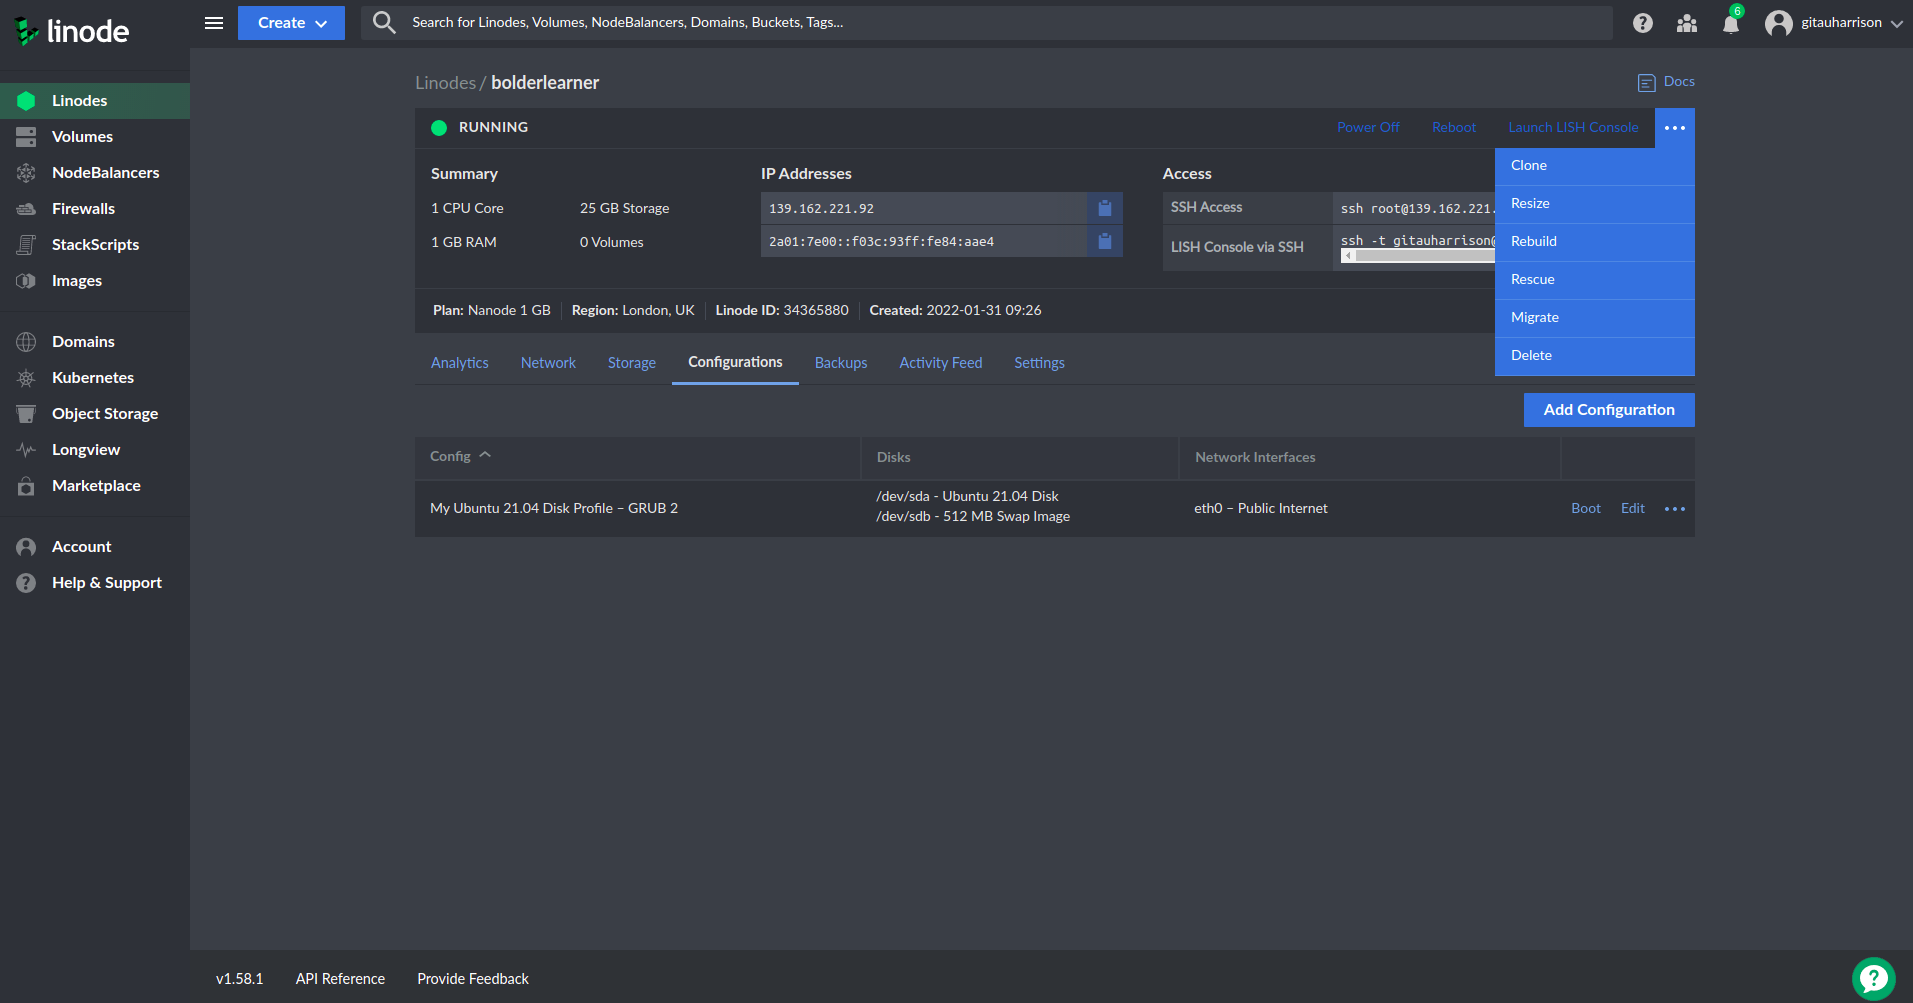 linode
Create
Search for Linodes, Volumes, NodeBalancers, Domains, Buckets, Tags...
?
6
gitauharrison
Linodes
Volumes
NodeBalancers
Firewalls
StackScripts
Images
Domains
Kubernetes
Object Storage
Longview
Marketplace
Account
? Help & Support
Linodes / bolderlearner
Docs
RUNNING
Power Off Reboot Launch LISH Console
Clone
Resize
Rebuild
Rescue
Migrate
Delete
Summary
1 CPU Core 25 GB Storage
1 GB RAM 0 Volumes
IP Addresses
139.162.221.92
2a01:7e00::f03c:93ff:fe84:aae4
Access
SSH Access ssh root@139.162.221.
LISH Console via SSH ssh -t gitauharrison@
Plan: Nanode 1 GB Region: London, UK Linode ID: 34365880 Created: 2022-01-31 09:26
Analytics Network Storage Configurations Backups Activity Feed Settings
Add Configuration
Config Disks Network Interfaces
My Ubuntu 21.04 Disk Profile – GRUB 2
/dev/sda - Ubuntu 21.04 Disk
/dev/sdb - 512 MB Swap Image
eth0 – Public Internet
Boot Edit
v1.58.1 API Reference Provide Feedback
?